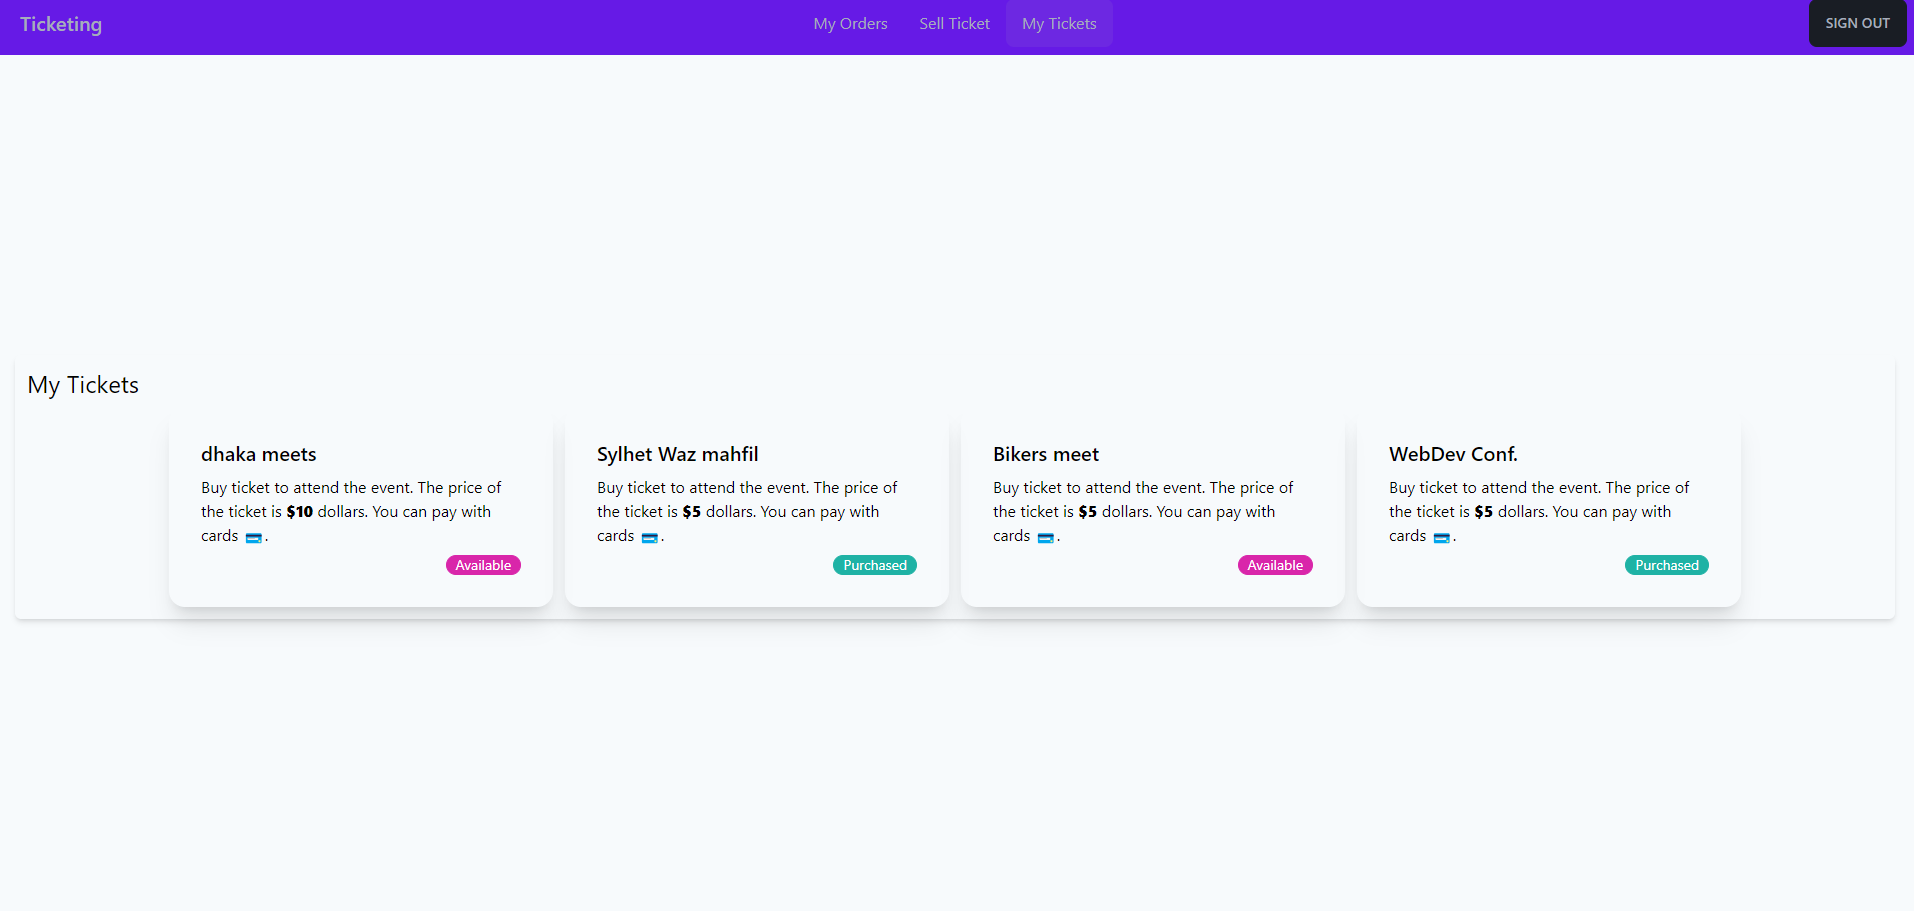 Ticketing
My Orders
Sell Ticket
My Tickets
SIGN OUT
My Tickets
dhaka meets
Buy ticket to attend the event. The price of
the ticket is $10 dollars. You can pay with
cards 💳.
Available
Sylhet Waz mahfil
Buy ticket to attend the event. The price of
the ticket is $5 dollars. You can pay with
cards 💳.
Purchased
Bikers meet
Buy ticket to attend the event. The price of
the ticket is $5 dollars. You can pay with
cards 💳.
Available
WebDev Conf.
Buy ticket to attend the event. The price of
the ticket is $5 dollars. You can pay with
cards 💳.
Purchased